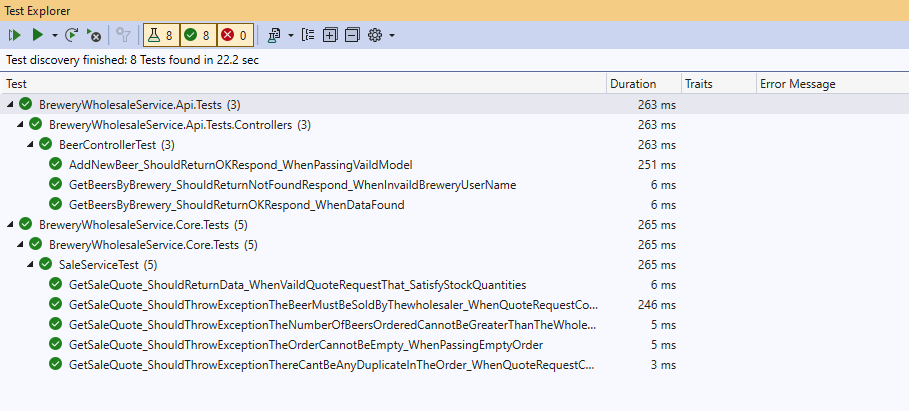 Test Explorer
8 8 0
Test discovery finished: 8 Tests found in 22.2 sec
Test Duration Traits Error Message
BreweryWholesaleService.Api.Tests (3) 263 ms
BreweryWholesaleService.Api.Tests.Controllers (3) 263 ms
BeerControllerTest (3) 263 ms
AddNewBeer_ShouldReturnOKRespond_WhenPassingVaildModel 251 ms
GetBeersByBrewery_ShouldReturnNotFoundRespond_WhenInvaildBreweryUserName 6 ms
GetBeersByBrewery_ShouldReturnOKRespond_WhenDataFound 6 ms
BreweryWholesaleService.Core.Tests (5) 265 ms
BreweryWholesaleService.Core.Tests (5) 265 ms
SaleServiceTest (5) 265 ms
GetSaleQuote_ShouldReturnData_WhenVaildQuoteRequestThat_SatisfyStockQuantities 6 ms
GetSaleQuote_ShouldThrowExceptionTheBeerMustBeSoldByThewholesaler_WhenQuoteRequestCo... 246 ms
GetSaleQuote_ShouldThrowExceptionTheNumberOfBeersOrderedCannotBeGreaterThanTheWhole... 5 ms
GetSaleQuote_ShouldThrowExceptionTheOrderCannotBeEmpty_WhenPassingEmptyOrder 5 ms
GetSaleQuote_ShouldThrowExceptionThereCantBeAnyDuplicateInTheOrder_WhenQuoteRequestC... 3 ms